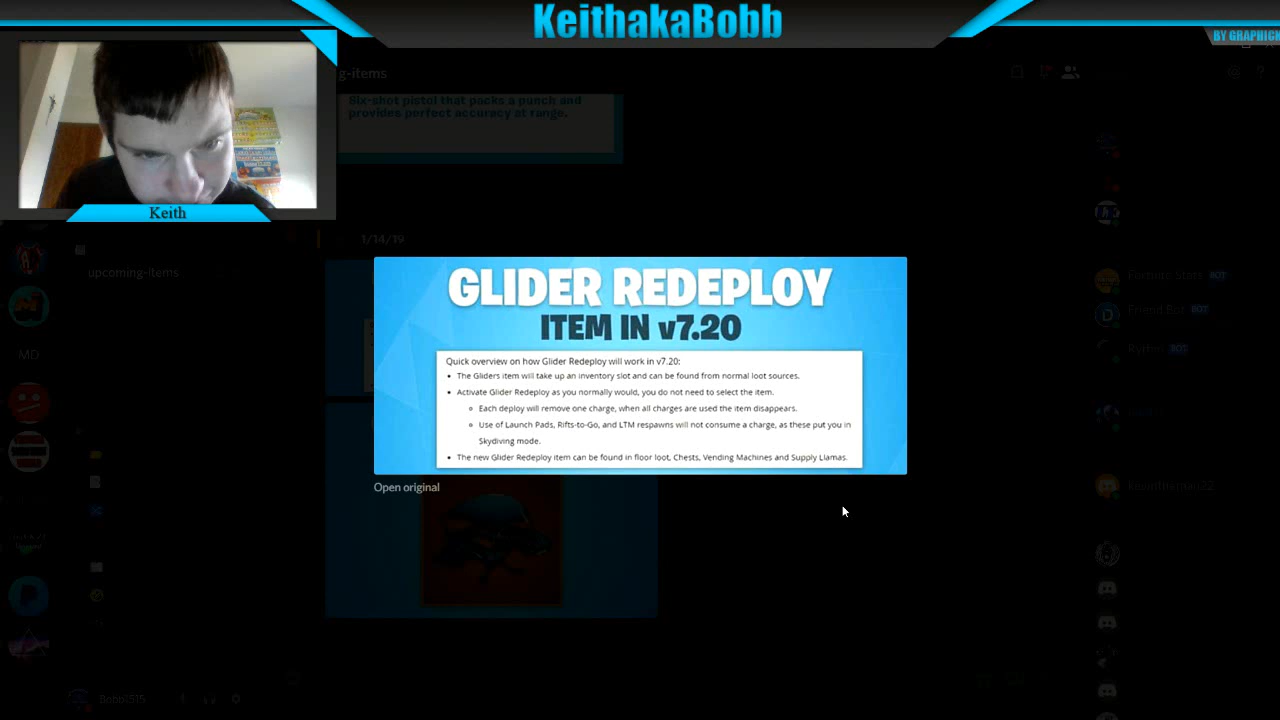 KeithakaBobb
BY GRAPHICK
g-items
Six-shot pistol that packs a punch and
provides perfect accuracy at range.
Keith
1/14/19
upcoming-items
GLIDER REDEPLOY
ITEM IN v7.20
Quick overview on how Glider Redeploy will work in v7.20:
• The Gliders item will take up an inventory slot and can be found from normal loot sources.
• Activate Glider Redeploy as you normally would, you do not need to select the item.
Each deploy will remove one charge, when all charges are used the item disappears.
Use of Launch Pads, Rifts-to-Go, and LTM respawns will not consume a charge, as these put you in
Skydiving mode.
• The new Glider Redeploy item can be found in floor loot, Chests, Vending Machines and Supply Llamas.
Open original
MD
Fortnite Stats BOT
Friend Bot BOT
BOT